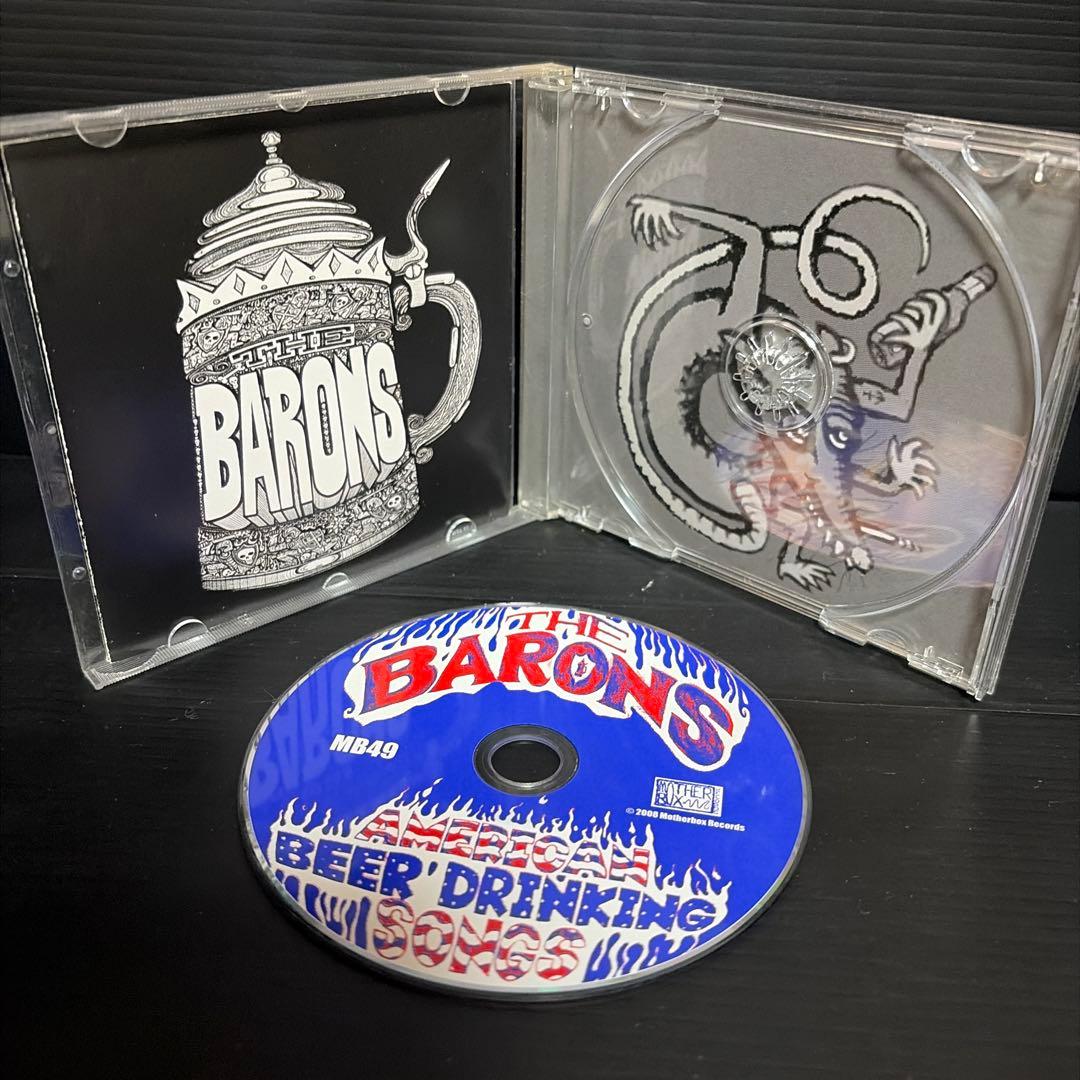 THE
BARONS
THE
BARONS
MB49
MOTHER
BOX
© 2008 Motherbox Records
AMERICAN
BEER DRINKING
SONGS